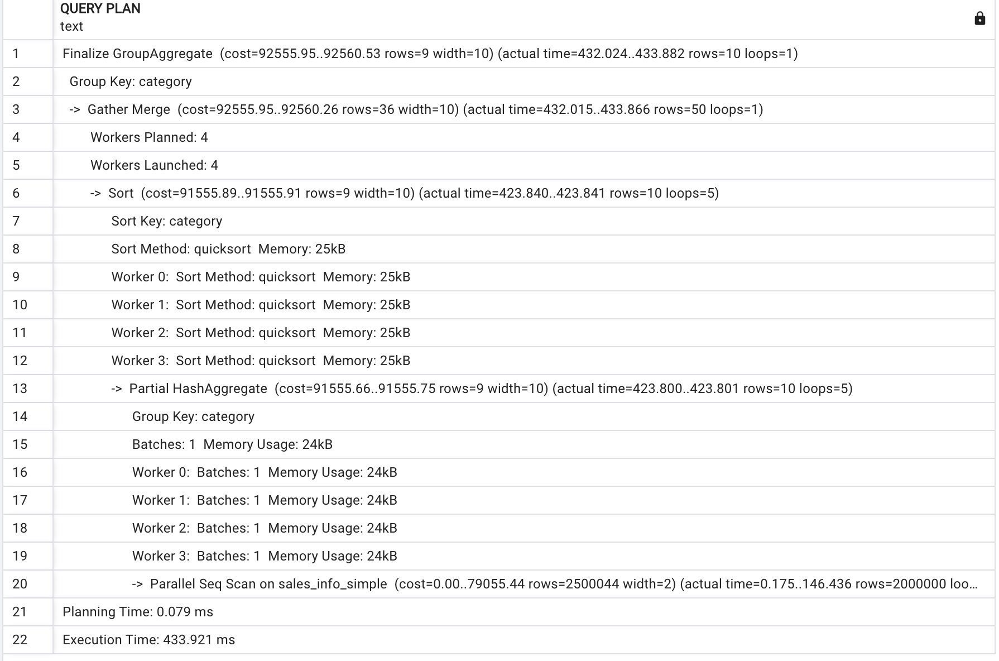 QUERY PLAN
text
1 Finalize GroupAggregate (cost=92555.95..92560.53 rows=9 width=10) (actual time=432.024..433.882 rows=10 loops=1)
2 Group Key: category
3 -> Gather Merge (cost=92555.95..92560.26 rows=36 width=10) (actual time=432.015..433.866 rows=50 loops=1)
4 Workers Planned: 4
5 Workers Launched: 4
6 -> Sort (cost=91555.89..91555.91 rows=9 width=10) (actual time=423.840..423.841 rows=10 loops=5)
7 Sort Key: category
8 Sort Method: quicksort Memory: 25kB
9 Worker 0: Sort Method: quicksort Memory: 25kB
10 Worker 1: Sort Method: quicksort Memory: 25kB
11 Worker 2: Sort Method: quicksort Memory: 25kB
12 Worker 3: Sort Method: quicksort Memory: 25kB
13 -> Partial HashAggregate (cost=91555.66..91555.75 rows=9 width=10) (actual time=423.800..423.801 rows=10 loops=5)
14 Group Key: category
15 Batches: 1 Memory Usage: 24kB
16 Worker 0: Batches: 1 Memory Usage: 24kB
17 Worker 1: Batches: 1 Memory Usage: 24kB
18 Worker 2: Batches: 1 Memory Usage: 24kB
19 Worker 3: Batches: 1 Memory Usage: 24kB
20 -> Parallel Seq Scan on sales_info_simple (cost=0.00..79055.44 rows=2500044 width=2) (actual time=0.175..146.436 rows=2000000 loo…
21 Planning Time: 0.079 ms
22 Execution Time: 433.921 ms